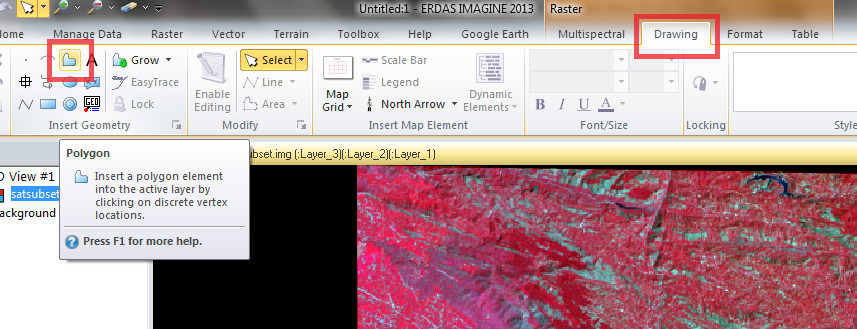 Untitled:1 - ERDAS IMAGINE 2013 Raster
Home Manage Data Raster Vector Terrain Toolbox Help Google Earth Multispectral Drawing Format Table
A Grow Select Scale Bar
EasyTrace Enable Editing Line Map Grid Legend Dynamic Elements B I U A
GEO Lock Area North Arrow
Insert Geometry Modify Insert Map Element Font/Size Locking
Polygon
ubset.img (:Layer_3)(:Layer_2)(:Layer_1)
D View #1
Insert a polygon element
satsubset
into the active layer by
ackground
clicking on discrete vertex
locations.
Press F1 for more help.